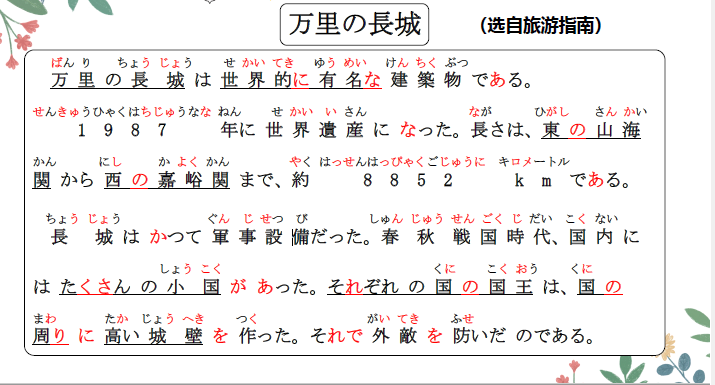 万里の長城 (选自旅游指南)
ばんり ちょうじょう せかいてき ゆうめい けんちくぶつ
万里の長城は世界的に有名な建築物である。
せんきゅうひゃくはちじゅうなな ねん せかいいさん なが ひがし さんかい
1987年に世界遺産になった。長さは、東の山海
かん にし かよくかん やく はっせんはっぴゃくごじゅうに キロメートル
関から西の嘉峪関まで、約8852kmである。
ちょうじょう ぐんじせつび しゅんじゅうせんごくじだい こくない
長城はかつて軍事設備だった。春秋戦国時代、国内に
しょうこく くに こくおう くに
はたくさんの小国があった。それぞれの国の国王は、国の
まわ たか じょうへき つく がいてき ふせ
周りに高い城壁を作った。それで外敵を防いだのである。